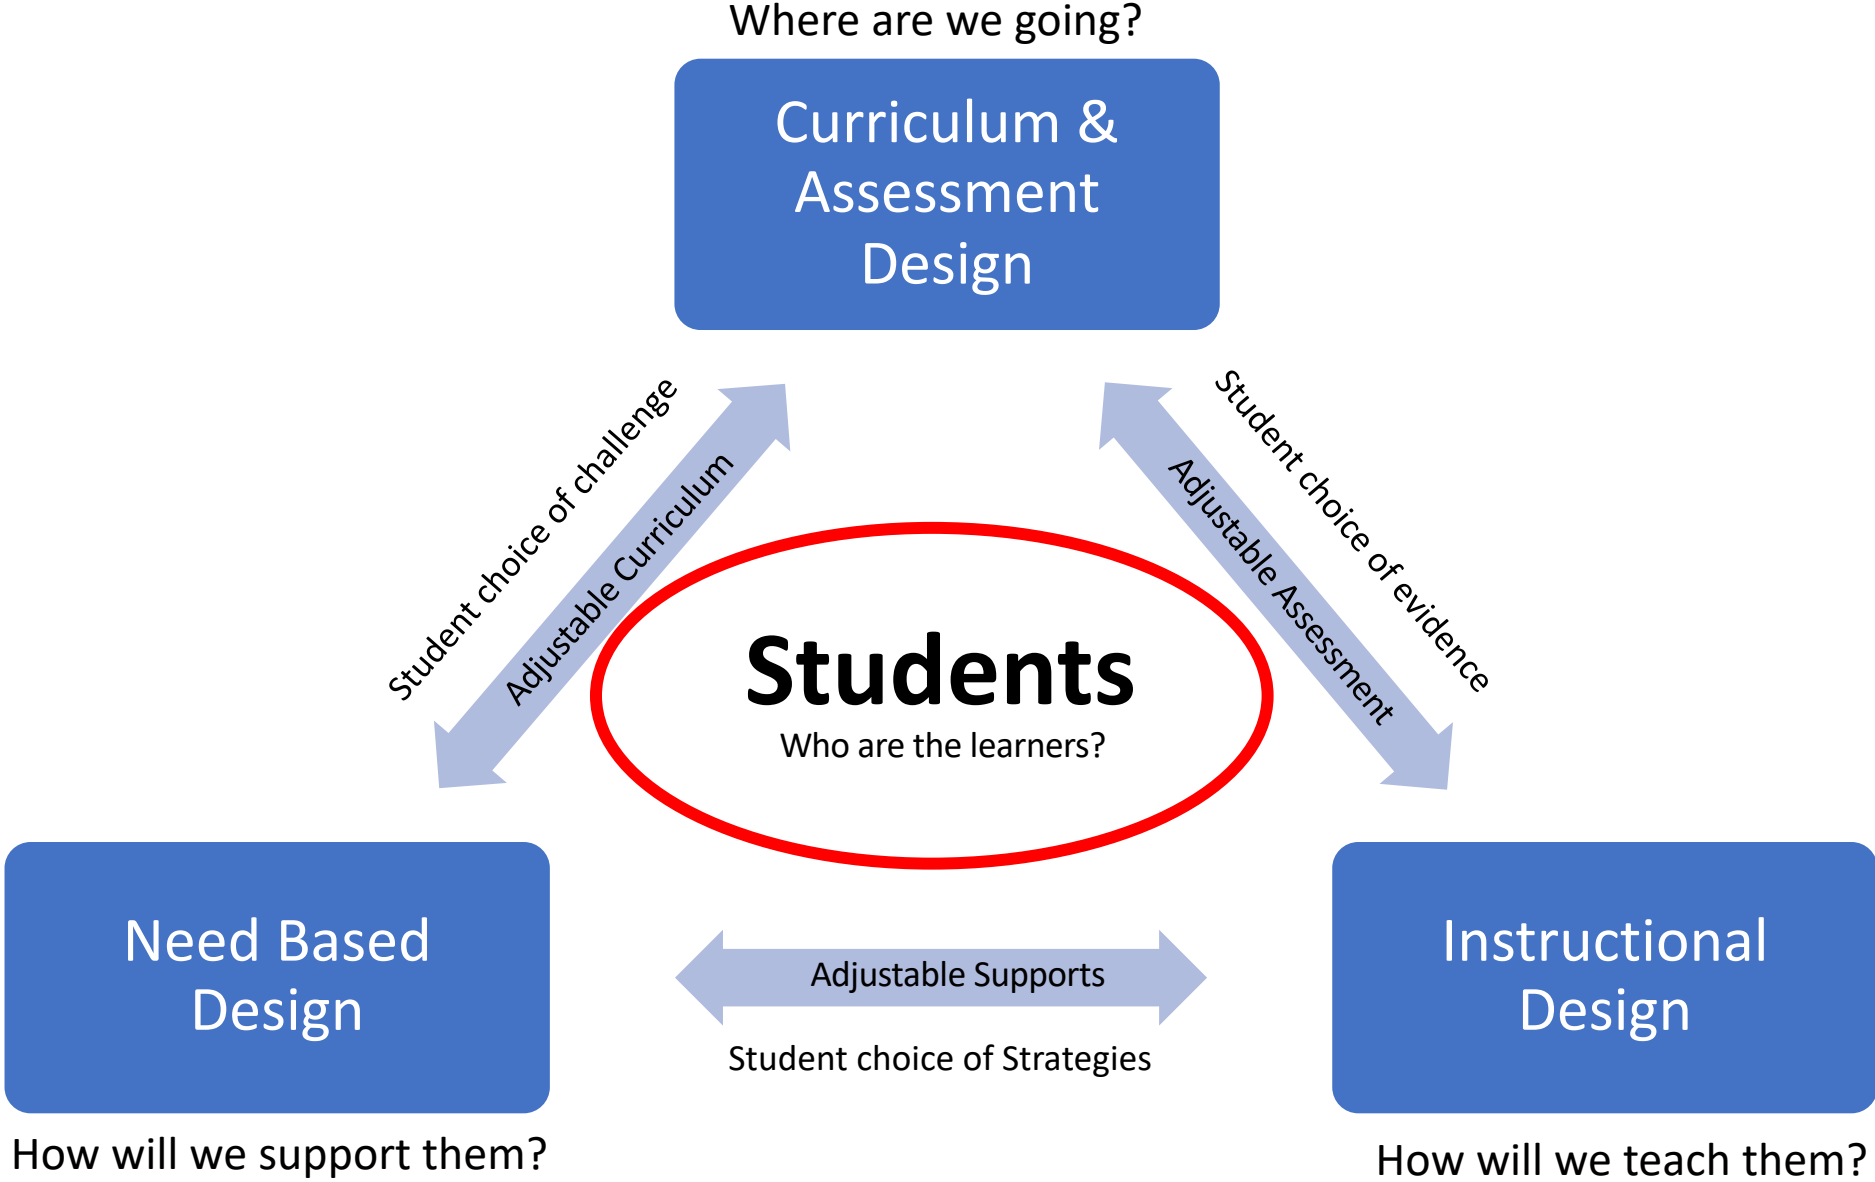 Where are we going?
Curriculum &
Assessment
Design
Student choice of challenge
Adjustable Curriculum
Adjustable Assessment
Student choice of evidence
Students
Who are the learners?
Need Based
Design
Adjustable Supports
Student choice of Strategies
Instructional
Design
How will we support them?
How will we teach them?